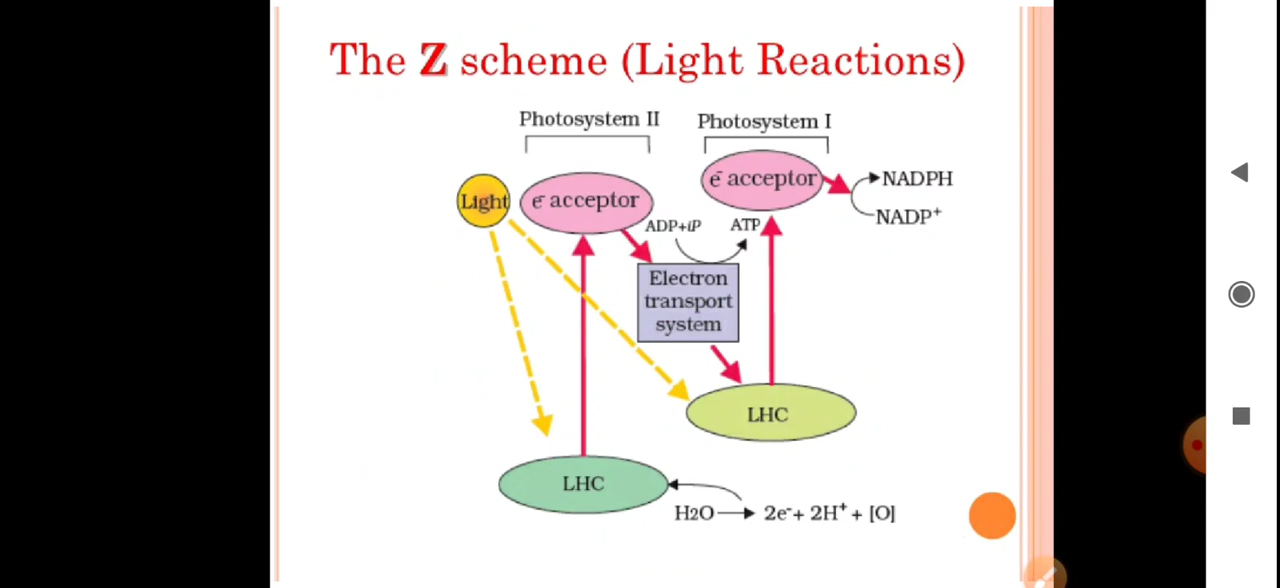 The Z scheme (Light Reactions)
Photosystem II
Photosystem I
Light
e⁻ acceptor
e⁻ acceptor
NADPH
NADP⁺
ADP+iP
ATP
Electron
transport
system
LHC
LHC
H2O → 2e⁻+ 2H⁺ + [O]